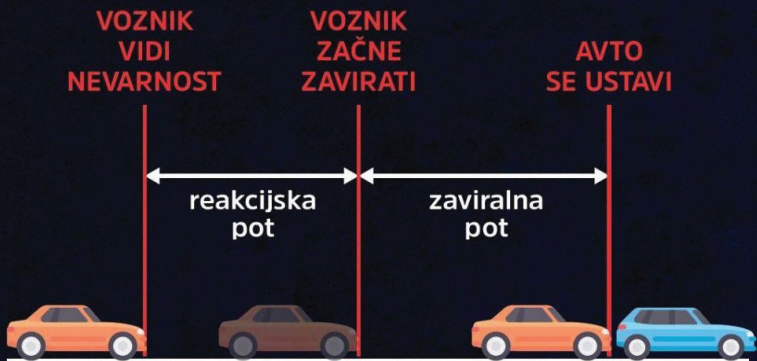 VOZNIK
VIDI
NEVARNOST
VOZNIK
ZAČNE
ZAVIRATI
AVTO
SE USTAVI
reakcijska
pot
zaviralna
pot